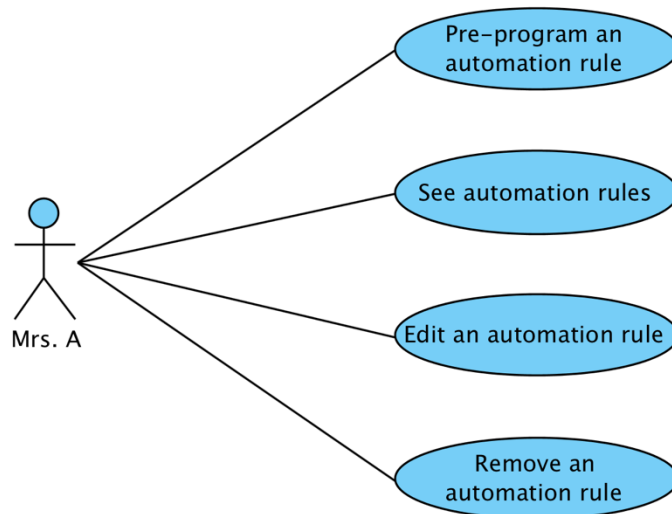 Pre-program an
automation rule
See automation rules
Mrs. A
Edit an automation rule
Remove an
automation rule